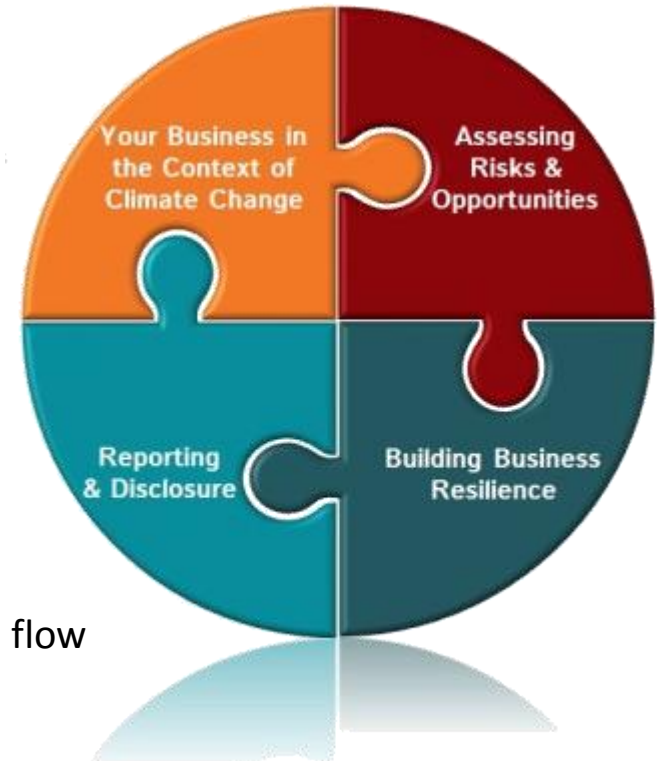 Your Business in
the Context of
Climate Change
Assessing
Risks &
Opportunities
Reporting
& Disclosure
Building Business
Resilience
flow